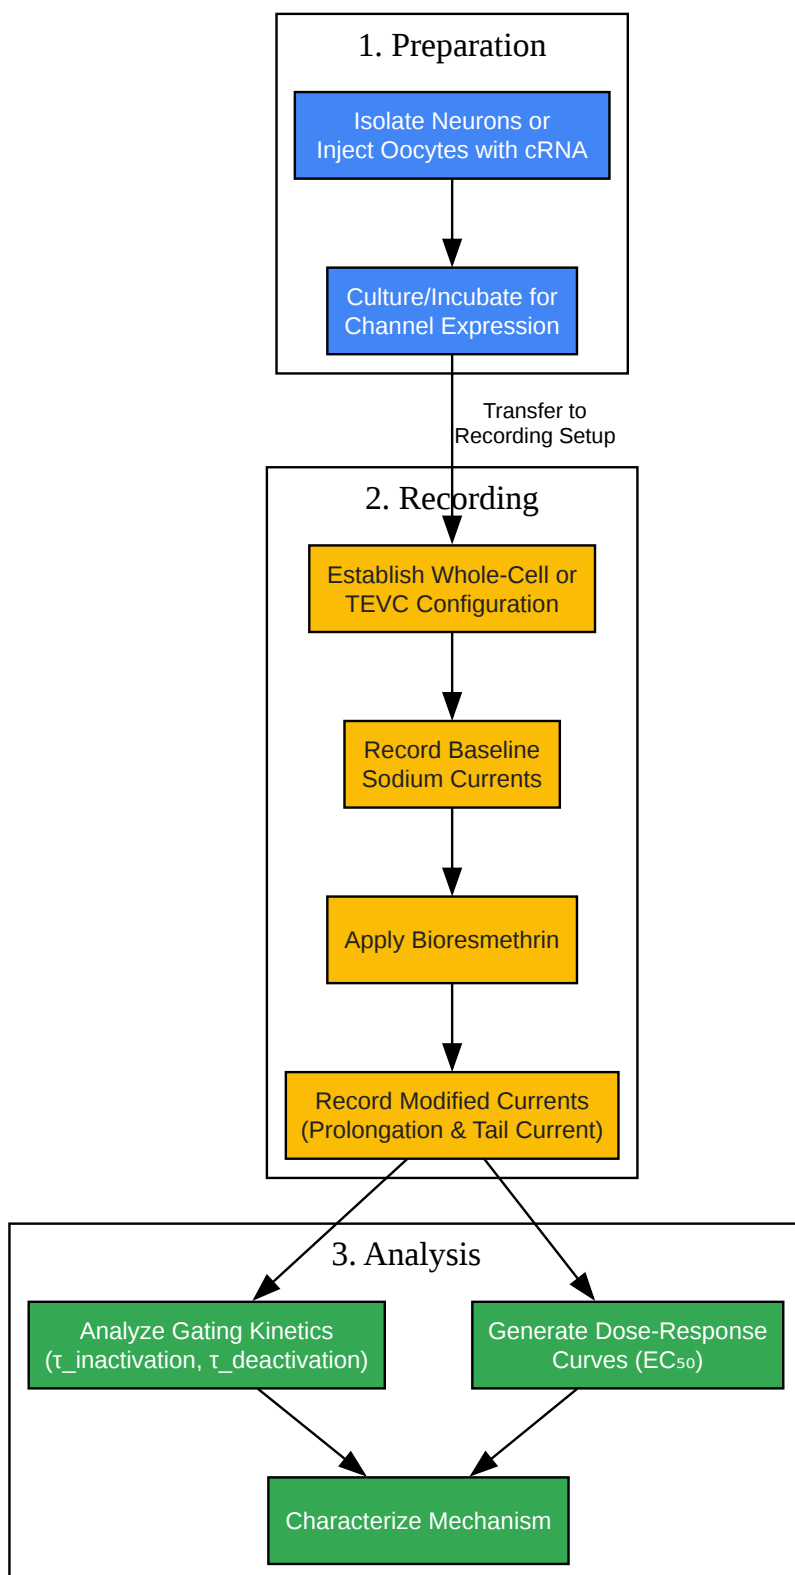 1. Preparation
Isolate Neurons or
Inject Oocytes with cRNA
Culture/Incubate for
Channel Expression
Transfer to
Recording Setup
2. Recording
Establish Whole-Cell or
TEVC Configuration
Record Baseline
Sodium Currents
Apply Bioresmethrin
Record Modified Currents
(Prolongation & Tail Current)
3. Analysis
Analyze Gating Kinetics
(τ_inactivation, τ_deactivation)
Generate Dose-Response
Curves (EC₅₀)
Characterize Mechanism